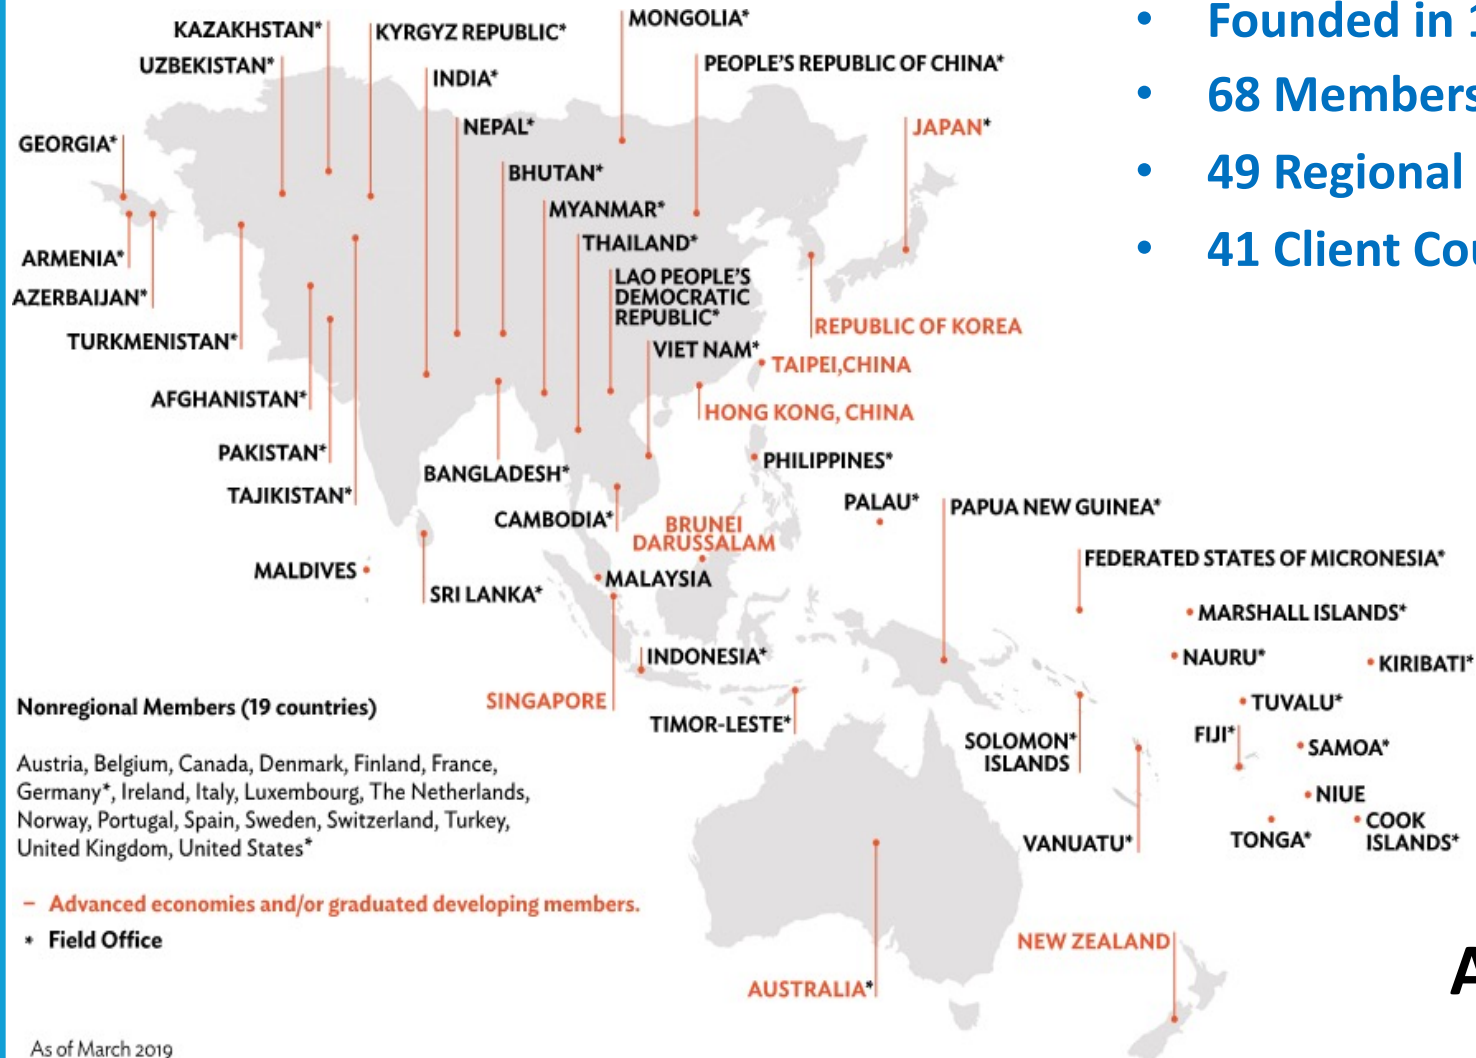 KAZAKHSTAN*
KYRGYZ REPUBLIC*
MONGOLIA*
UZBEKISTAN*
INDIA*
PEOPLE'S REPUBLIC OF CHINA*
GEORGIA*
NEPAL*
JAPAN*
BHUTAN*
MYANMAR*
THAILAND*
ARMENIA*
LAO PEOPLE'S
DEMOCRATIC
REPUBLIC*
AZERBAIJAN*
REPUBLIC OF KOREA
TURKMENISTAN*
VIET NAM*
TAIPEI,CHINA
AFGHANISTAN*
HONG KONG, CHINA
PAKISTAN*
PHILIPPINES*
BANGLADESH*
TAJIKISTAN*
PALAU*
PAPUA NEW GUINEA*
CAMBODIA*
BRUNEI
DARUSSALAM
FEDERATED STATES OF MICRONESIA*
MALDIVES
MALAYSIA
SRI LANKA*
MARSHALL ISLANDS*
INDONESIA*
NAURU*
KIRIBATI*
SINGAPORE
TUVALU*
TIMOR-LESTE*
FIJI*
SOLOMON*
ISLANDS
SAMOA*
NIUE
VANUATU*
TONGA*
COOK
ISLANDS*
NEW ZEALAND
AUSTRALIA*
Nonregional Members (19 countries)
Austria, Belgium, Canada, Denmark, Finland, France,
Germany*, Ireland, Italy, Luxembourg, The Netherlands,
Norway, Portugal, Spain, Sweden, Switzerland, Turkey,
United Kingdom, United States*
– Advanced economies and/or graduated developing members.
* Field Office
As of March 2019
• Founded in
• 68 Members
• 49 Regional
• 41 Client